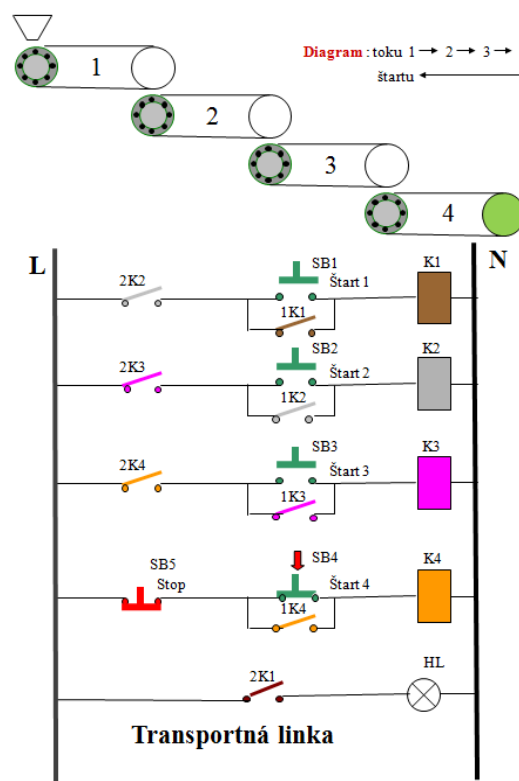 Diagram : toku 1 → 2 → 3 →
štartu ←
1
2
3
4
L
N
2K2
SB1
Štart 1
1K1
K1
2K3
SB2
Štart 2
1K2
K2
2K4
SB3
Štart 3
1K3
K3
SB5
Stop
SB4
Štart 4
1K4
K4
2K1
HL
Transportná linka